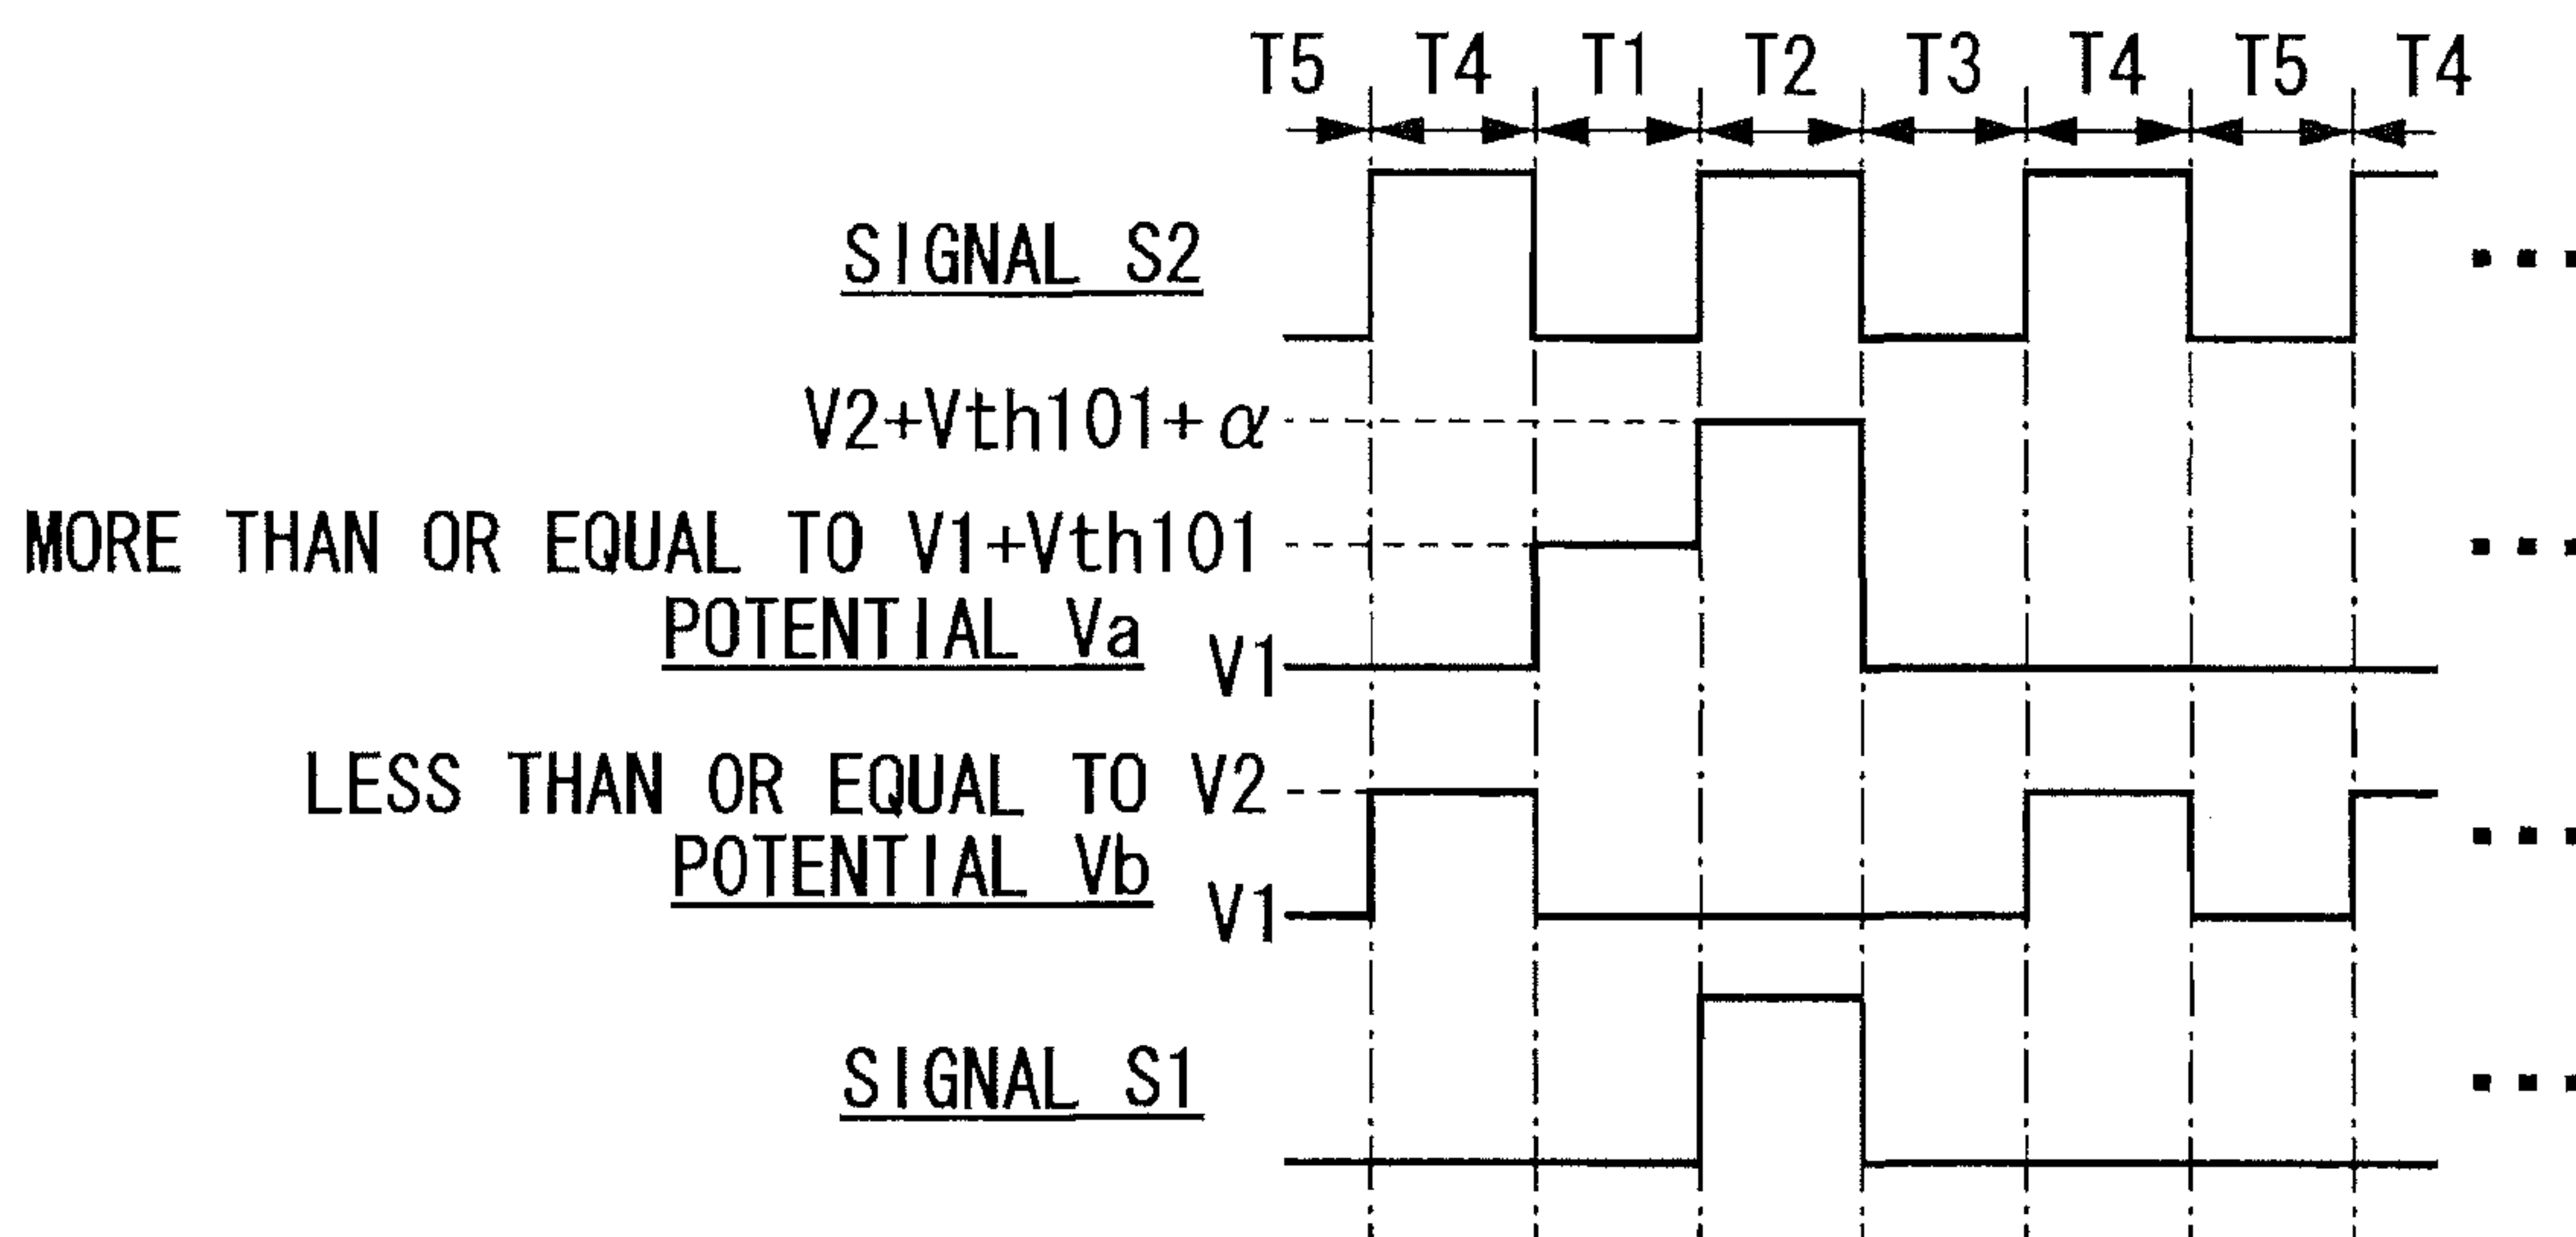 T5 T4 T1 T2 T3 T4 T5 T4
SIGNAL S2
V2+Vth101+α
MORE THAN OR EQUAL TO V1+Vth101
POTENTIAL Va V1
LESS THAN OR EQUAL TO V2
POTENTIAL Vb V1
SIGNAL S1